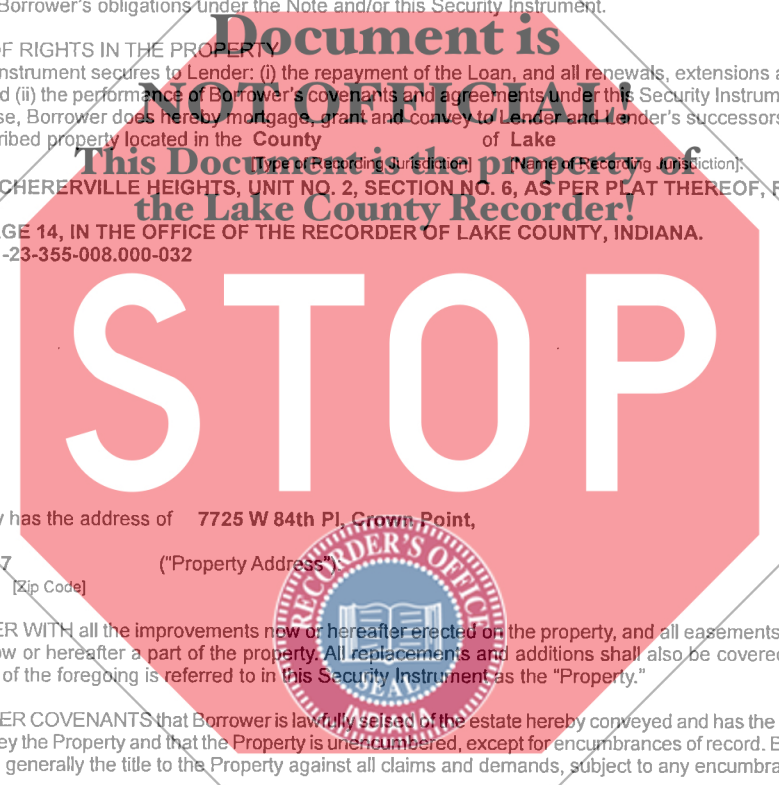 Borrower's obligations under the Note and/or this Security Instrument.
Document is
OF RIGHTS IN THE PROPERTY
nstrument secures to Lender: (i) the repayment of the Loan, and all renewals, extensions a
d (ii) the performance of Borrower's covenants and agreements under this Security Instrum
NOT OFFICIAL!
se, Borrower does hereby mortgage, grant and convey to Lender and Lender's successors
ribed property located in the County of Lake
This Document is the property of
[Type of Recording Jurisdiction] [Name of Recording Jurisdiction]:
CHERERVILLE HEIGHTS, UNIT NO. 2, SECTION NO. 6, AS PER PLAT THEREOF,
the Lake County Recorder!
GE 14, IN THE OFFICE OF THE RECORDER OF LAKE COUNTY, INDIANA.
-23-355-008.000-032
STOP
y has the address of 7725 W 84th Pl, Crown Point,
7 ("Property Address"):
[Zip Code]
RECORDER'S OFFICE
ER WITH all the improvements now or hereafter erected on the property, and all easements
ow or hereafter a part of the property. All replacements and additions shall also be covered
of the foregoing is referred to in this Security Instrument as the "Property."
SEAL
INDIANA
ER COVENANTS that Borrower is lawfully seised of the estate hereby conveyed and has the
ey the Property and that the Property is unencumbered, except for encumbrances of record. B
generally the title to the Property against all claims and demands, subject to any encumbra